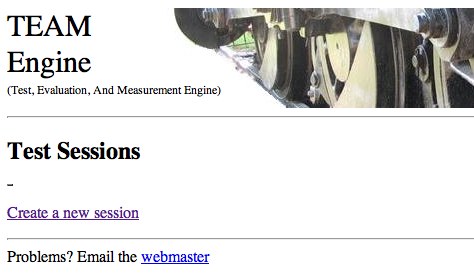 TEAM
Engine
(Test, Evaluation, And Measurement Engine)
Test Sessions
Create a new session
Problems? Email the webmaster